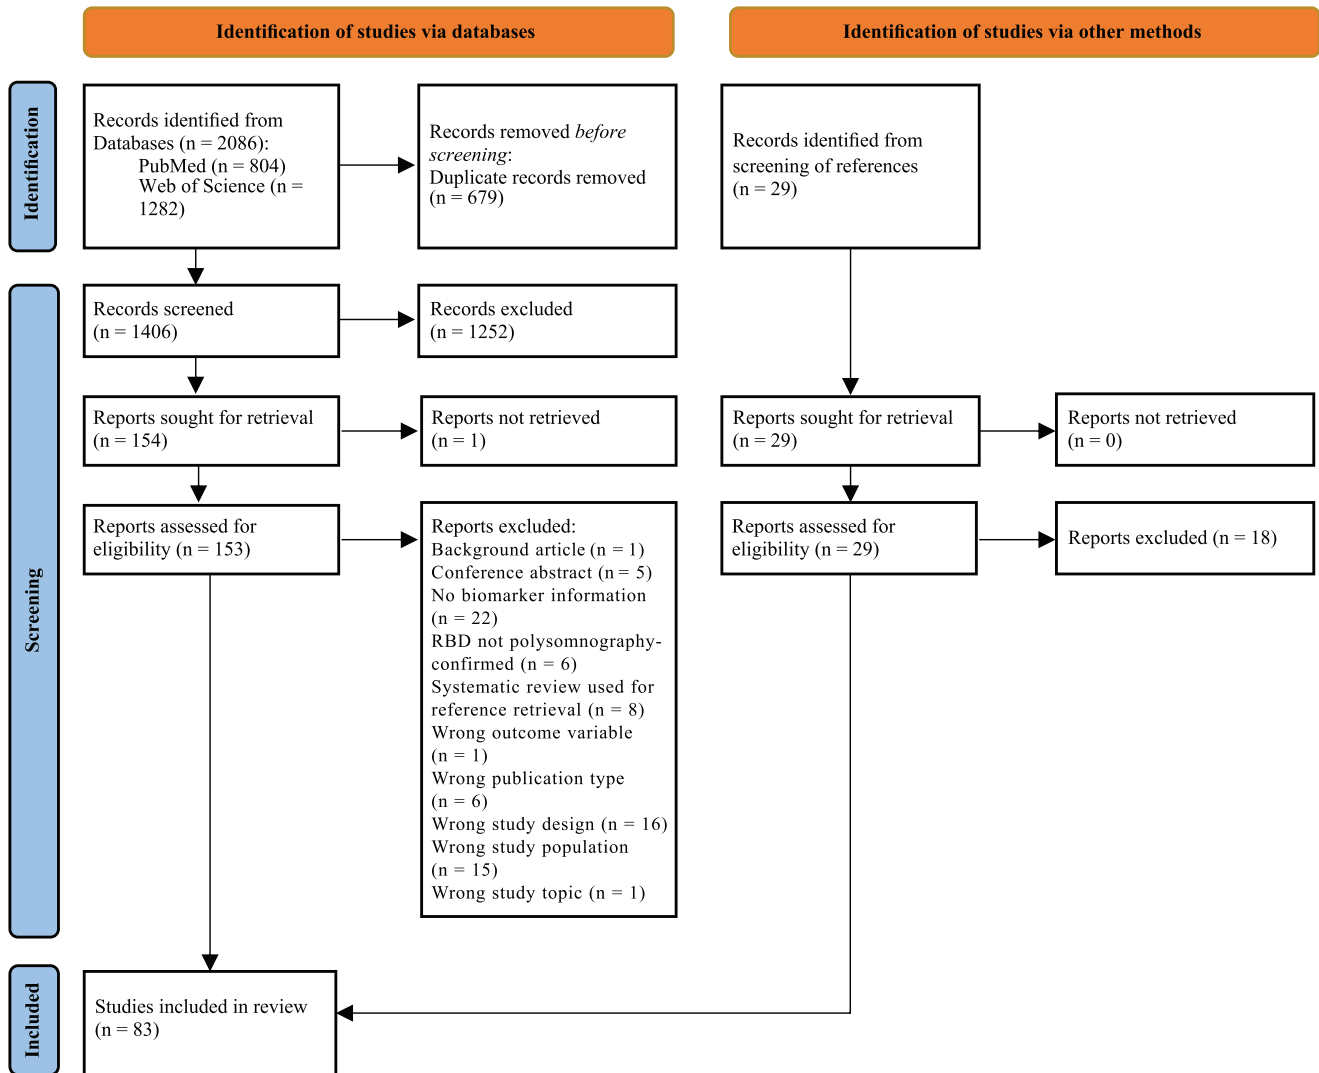 Identification of studies via databases
Identification of studies via other methods
Identification
Records identified from
Databases (n = 2086):
PubMed (n = 804)
Web of Science (n =
1282)
Records removed before
screening:
Duplicate records removed
(n = 679)
Records identified from
screening of references
(n = 29)
Screening
Records screened
(n = 1406)
Records excluded
(n = 1252)
Reports sought for retrieval
(n = 154)
Reports not retrieved
(n = 1)
Reports sought for retrieval
(n = 29)
Reports not retrieved
(n = 0)
Reports assessed for
eligibility (n = 153)
Reports excluded:
Background article (n = 1)
Conference abstract (n = 5)
No biomarker information
(n = 22)
RBD not polysomnography-
confirmed (n = 6)
Systematic review used for
reference retrieval (n = 8)
Wrong outcome variable
(n = 1)
Wrong publication type
(n = 6)
Wrong study design (n = 16)
Wrong study population
(n = 15)
Wrong study topic (n = 1)
Reports assessed for
eligibility (n = 29)
Reports excluded (n = 18)
Included
Studies included in review
(n = 83)